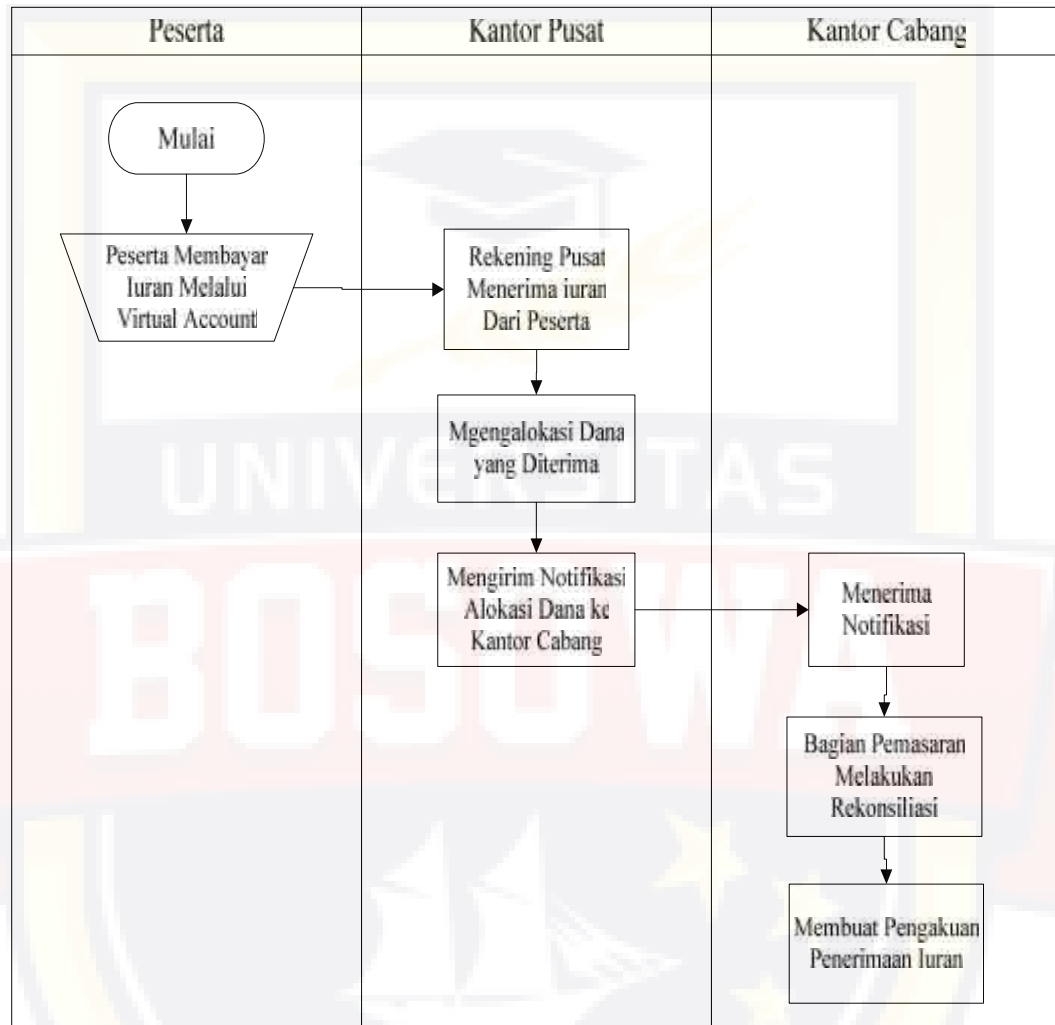 Peserta
Kantor Pusat
Kantor Cabang
Mulai
Peserta Membayar
Iuran Melalui
Virtual Account
Rekening Pusat
Menerima iuran
Dari Peserta
Mgengalokasi Dana
yang Diterima
Mengirim Notifikasi
Alokasi Dana ke
Kantor Cabang
Menerima
Notifikasi
Bagian Pemasaran
Melakukan
Rekonsiliasi
Membuat Pengakuan
Penerimaan Iuran
UNIVERSITAS
BOSOWA